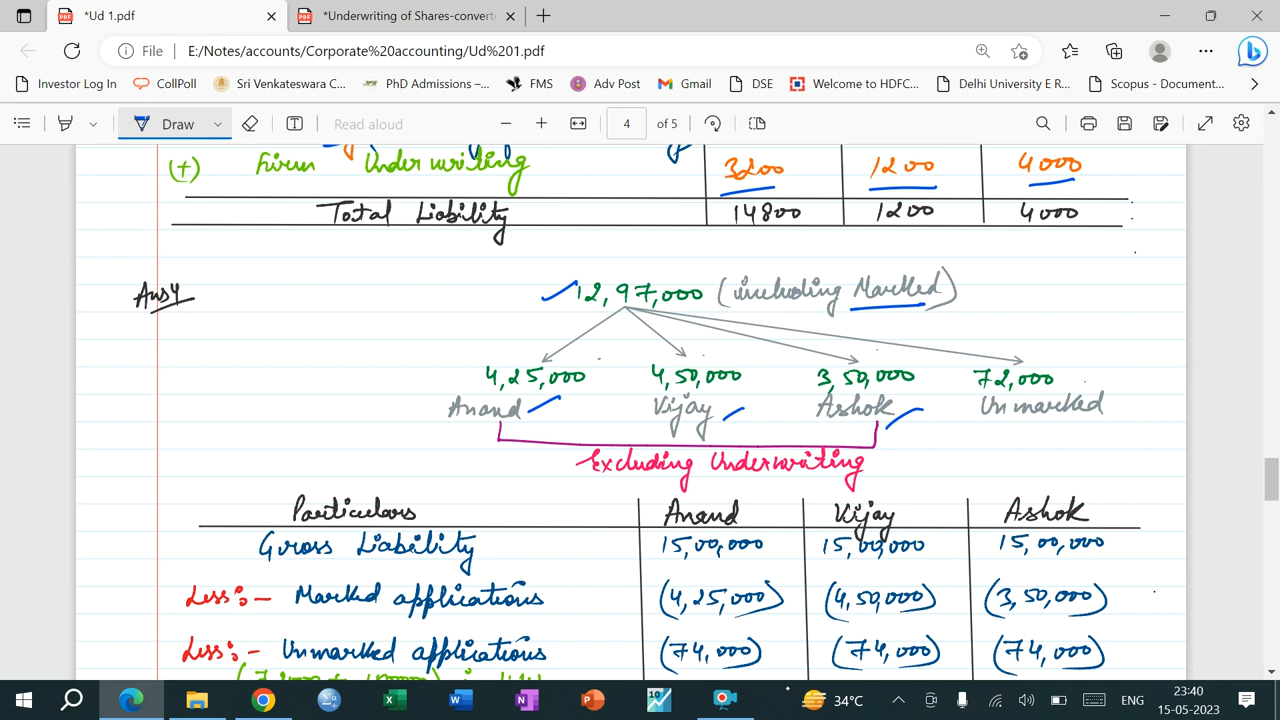 *Ud 1.pdf
*Underwriting of Shares-convert
File E:/Notes/accounts/Corporate%20accounting/Ud%201.pdf
Investor Log In CollPoll Sri Venkateswara C... PhD Admissions –... FMS Adv Post Gmail DSE Welcome to HDFC... Delhi University E R... Scopus - Document...
Draw Read aloud 4 of 5
(+) Firm Underwriting 3200 1200 4000
Total Liability 14800 1200 4000
Ans4 12,97,000 (including Marked)
4,25,000 4,50,000 3,50,000 72,000
Anand Vijay Ashok Unmarked
Excluding Underwriting
Particulars Anand Vijay Ashok
Gross Liability 15,00,000 15,00,000 15,00,000
Less:- Marked applications (4,25,000) (4,50,000) (3,50,000)
Less:- Unmarked applications (74,000) (74,000) (74,000)
34°C ENG 23:40
15-05-2023